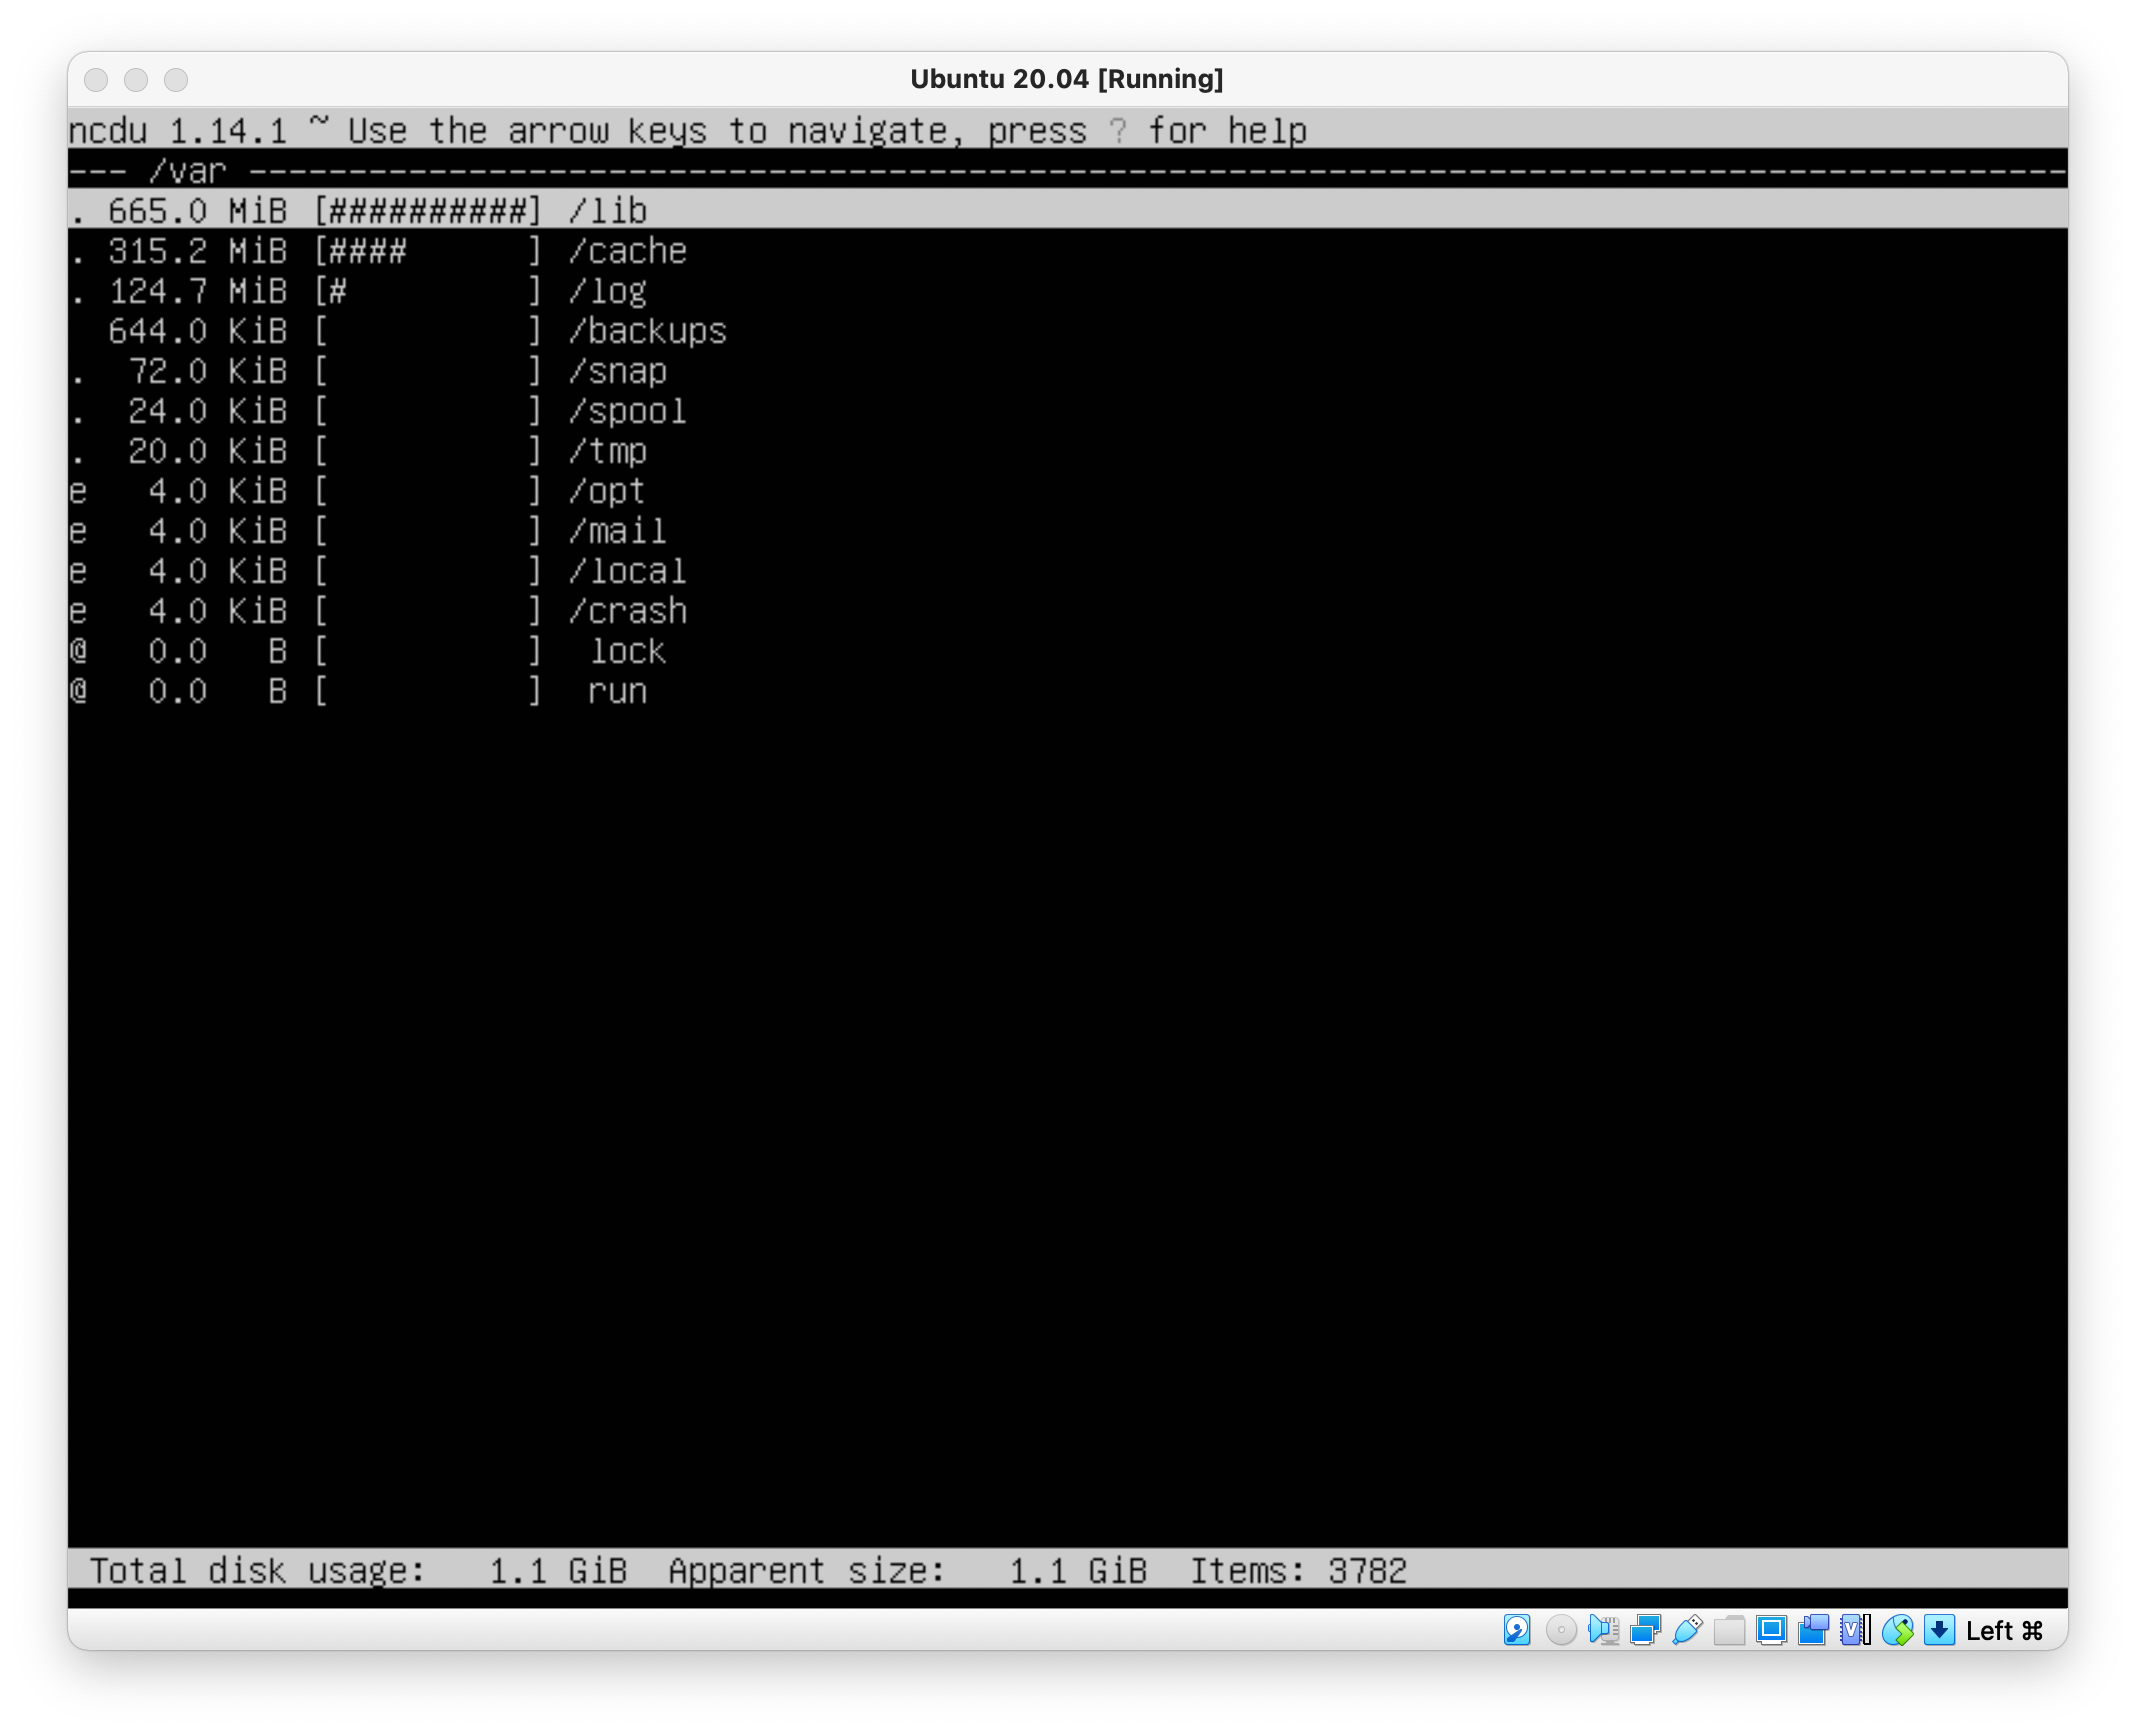 Ubuntu 20.04 [Running]
ncdu 1.14.1 ~ Use the arrow keys to navigate, press ? for help
--- /var -------------------------------------------------------------------------------------------
. 665.0 MiB [##########] /lib
. 315.2 MiB [####      ] /cache
. 124.7 MiB [#         ] /log
  644.0 KiB [          ] /backups
.  72.0 KiB [          ] /snap
.  24.0 KiB [          ] /spool
.  20.0 KiB [          ] /tmp
e   4.0 KiB [          ] /opt
e   4.0 KiB [          ] /mail
e   4.0 KiB [          ] /local
e   4.0 KiB [          ] /crash
@   0.0   B [          ]  lock
@   0.0   B [          ]  run
Total disk usage:   1.1 GiB  Apparent size:   1.1 GiB  Items: 3782
Left ⌘